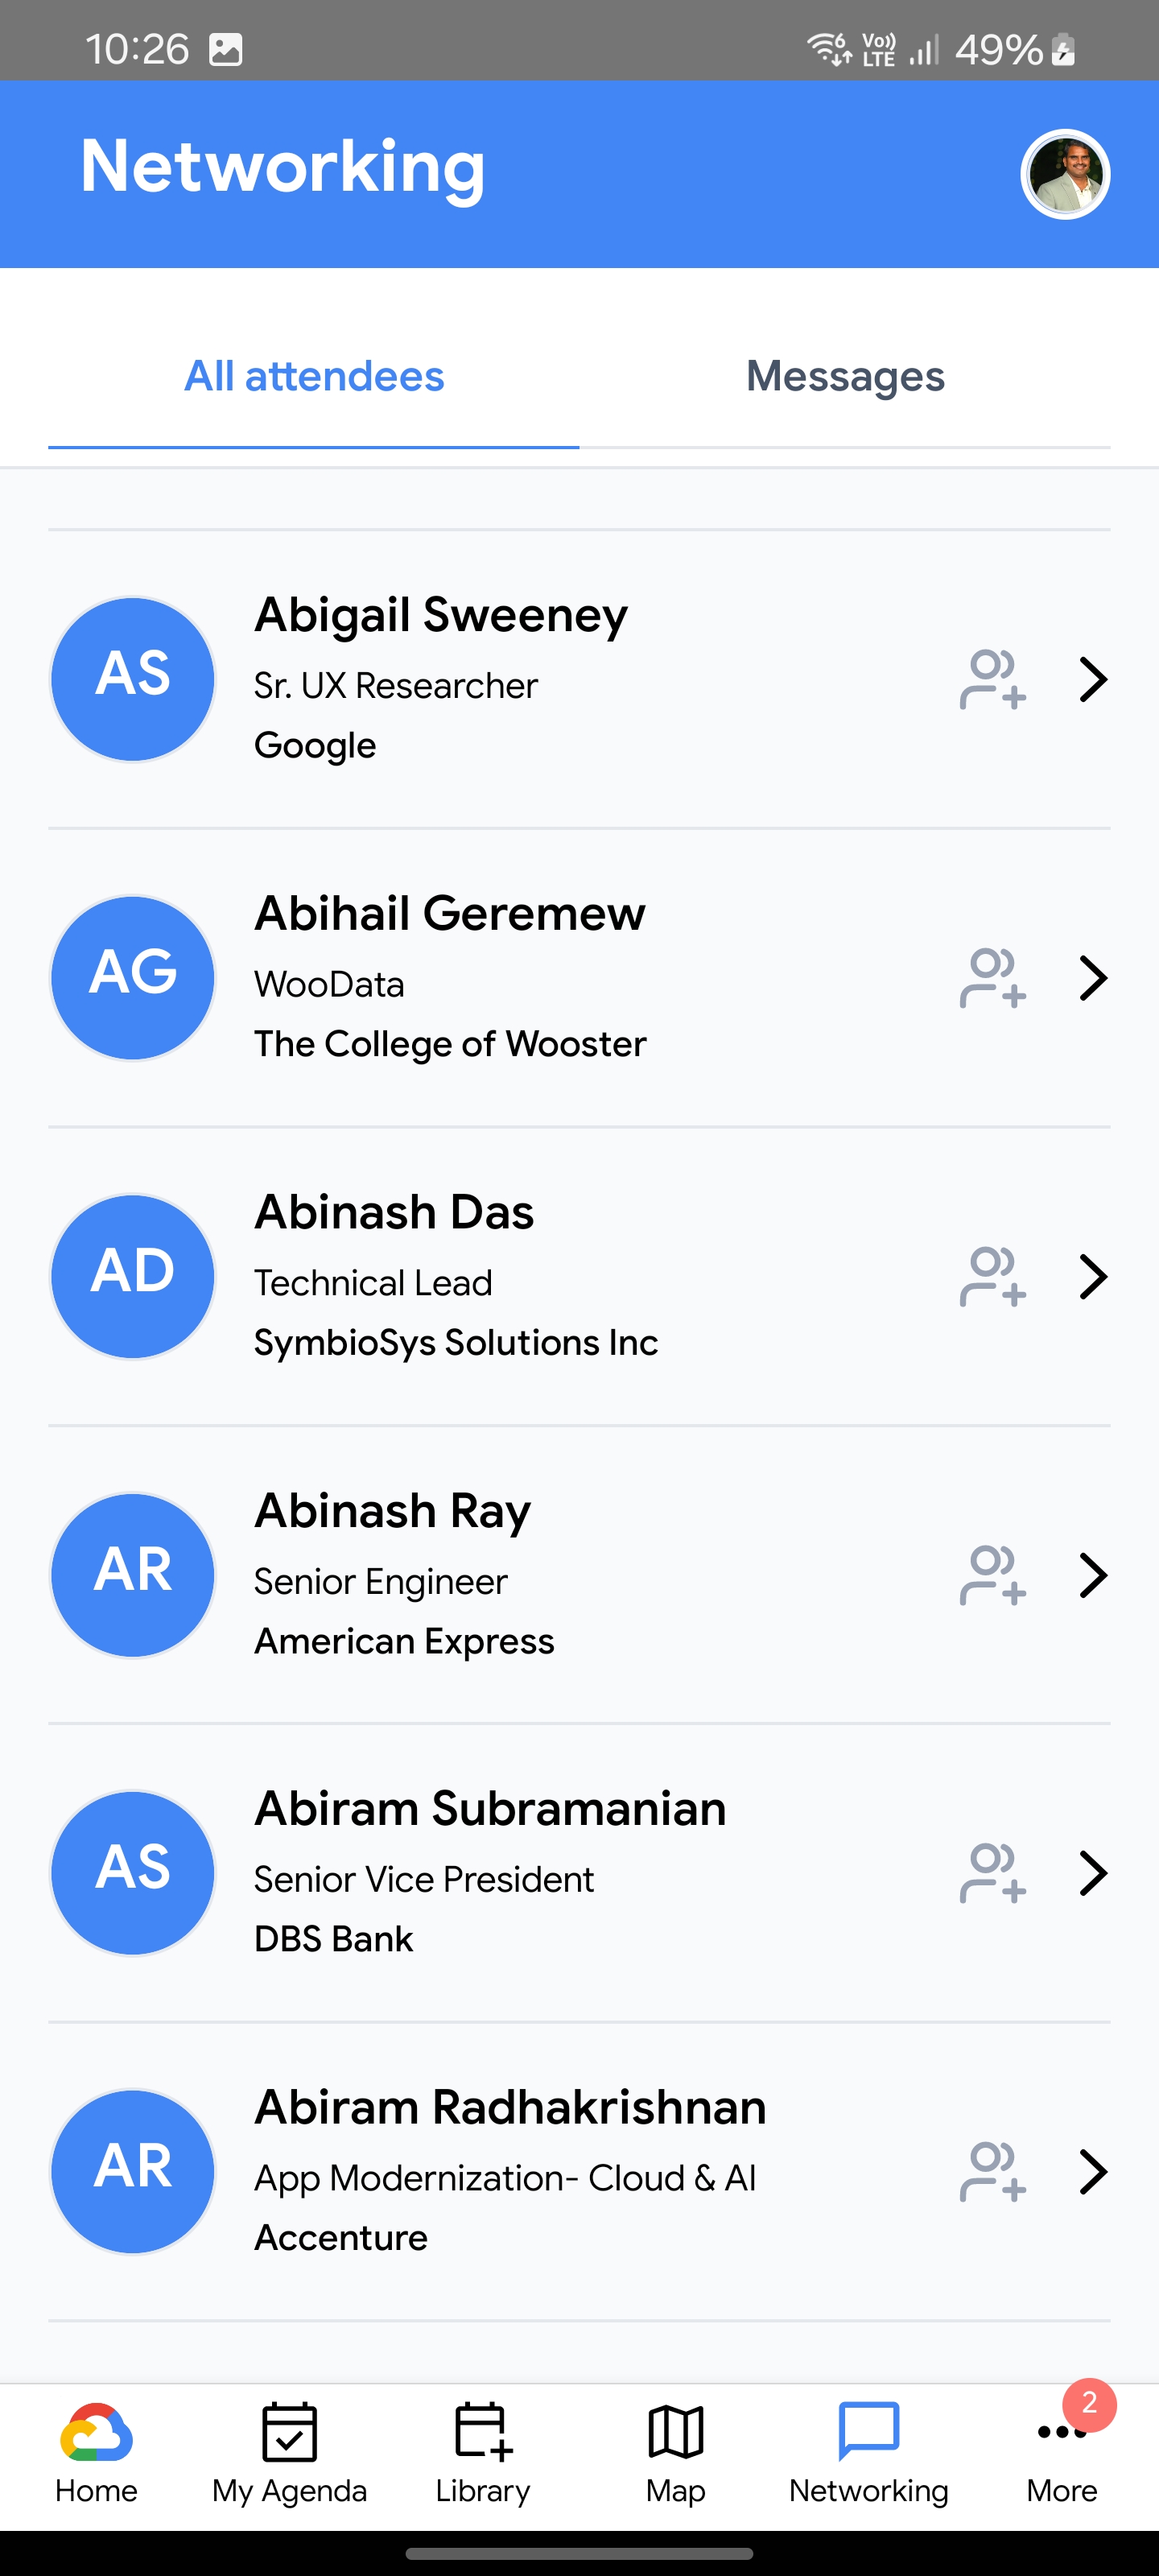 10:26
6 Vo)) LTE 49%
Networking
All attendees Messages
AS
Abigail Sweeney
Sr. UX Researcher
Google
AG
Abihail Geremew
WooData
The College of Wooster
AD
Abinash Das
Technical Lead
SymbioSys Solutions Inc
AR
Abinash Ray
Senior Engineer
American Express
AS
Abiram Subramanian
Senior Vice President
DBS Bank
AR
Abiram Radhakrishnan
App Modernization- Cloud & AI
Accenture
2
Home My Agenda Library Map Networking More